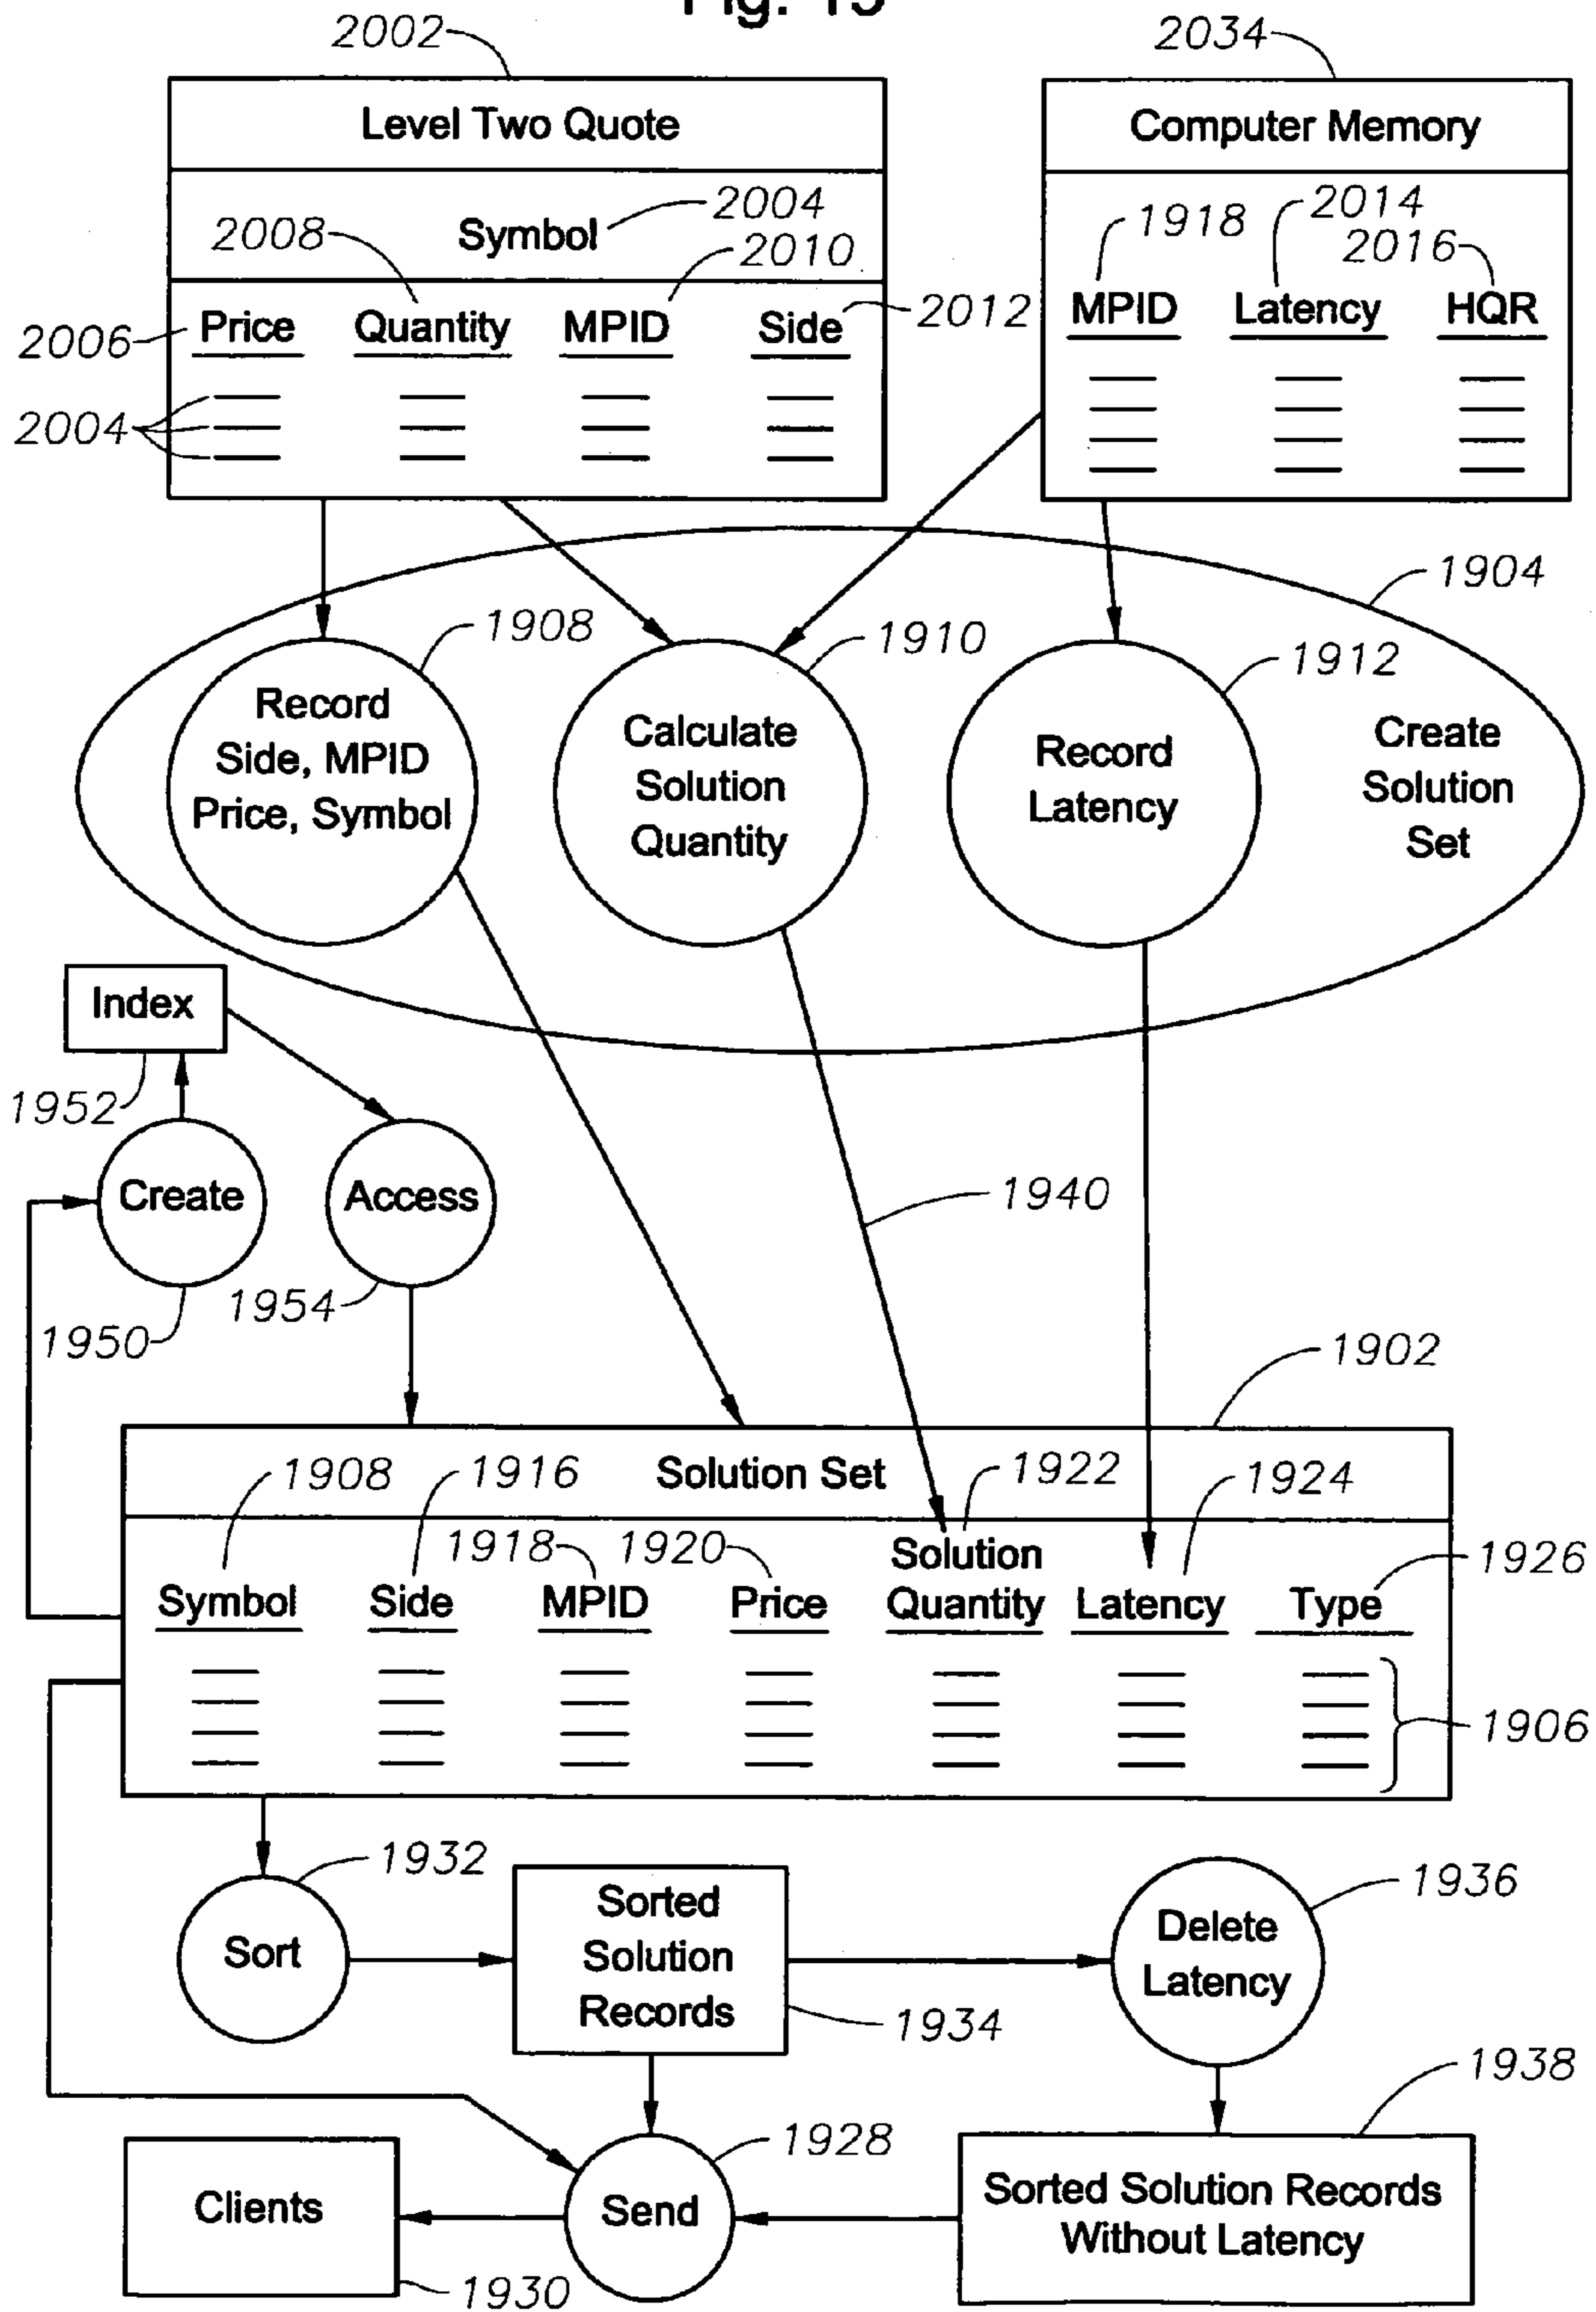 Fig. 19
2002
2034
Level Two Quote
Computer Memory
2004
2008
Symbol
2010
1918
2014
2016
2006
Price
Quantity
MPID
Side
2012
MPID
Latency
HQR
2004
1904
1908
1910
1912
Record
Side, MPID
Price, Symbol
Calculate
Solution
Quantity
Record
Latency
Create
Solution
Set
Index
1952
Create
Access
1940
1954
1950
1902
1908
1916
Solution Set
1922
1924
1918
1920
1926
Symbol
Side
MPID
Price
Solution
Quantity
Latency
Type
1906
1932
1936
Sort
Sorted
Solution
Records
Delete
Latency
1934
1938
1928
Clients
Send
Sorted Solution Records
Without Latency
1930